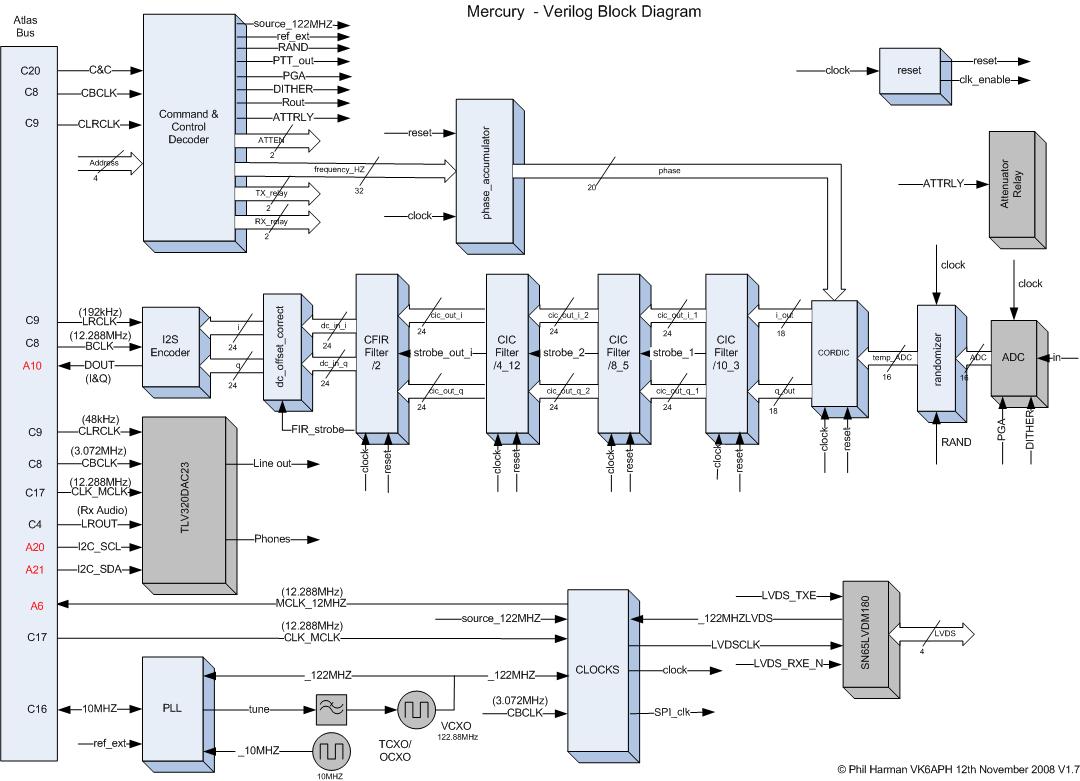 Mercury - Verilog Block Diagram
Atlas
Bus
C20
C&C
C8
CBCLK
C9
CLRCLK
Address
4
Command &
Control
Decoder
source_122MHZ
ref_ext
RAND
PTT_out
PGA
DITHER
Rout
ATTRLY
ATTEN
2
frequency_HZ
32
TX_relay
2
RX_relay
2
reset
clock
phase_accumulator
20
phase
clock
reset
reset
clk_enable
ATTRLY
Attenuator
Relay
C9
(192kHz)
LRCLK
C8
(12.288MHz)
BCLK
A10
DOUT
(I&Q)
I2S
Encoder
i
24
q
24
dc_offset_correct
dc_in_i
24
dc_in_q
24
FIR_strobe
CFIR
Filter
/2
clock
reset
cic_out_i
24
strobe_out_i
cic_out_q
24
CIC
Filter
/4_12
clock
reset
cic_out_i_2
24
strobe_2
cic_out_q_2
24
CIC
Filter
/8_5
clock
reset
cic_out_i_1
24
strobe_1
cic_out_q_1
24
CIC
Filter
/10_3
clock
reset
i_out
18
q_out
18
CORDIC
clock
reset
temp_ADC
16
clock
randomizer
RAND
ADC
16
clock
ADC
in
PGA
DITHER
C9
(48kHz)
CLRCLK
C8
(3.072MHz)
CBCLK
C17
(12.288MHz)
CLK_MCLK
C4
(Rx Audio)
LROUT
A20
I2C_SCL
A21
I2C_SDA
TLV320DAC23
Line out
Phones
A6
(12.288MHz)
MCLK_12MHZ
source_122MHZ
C17
(12.288MHz)
CLK_MCLK
_122MHZ
_122MHZ
(3.072MHz)
CBCLK
CLOCKS
_122MHZLVDS
LVDSCLK
clock
SPI_clk
LVDS_TXE
LVDS_RXE_N
SN65LVDM180
LVDS
4
C16
10MHZ
ref_ext
PLL
tune
_10MHZ
10MHZ
TCXO/
OCXO
VCXO
122.88MHz
© Phil Harman VK6APH 12th November 2008 V1.7